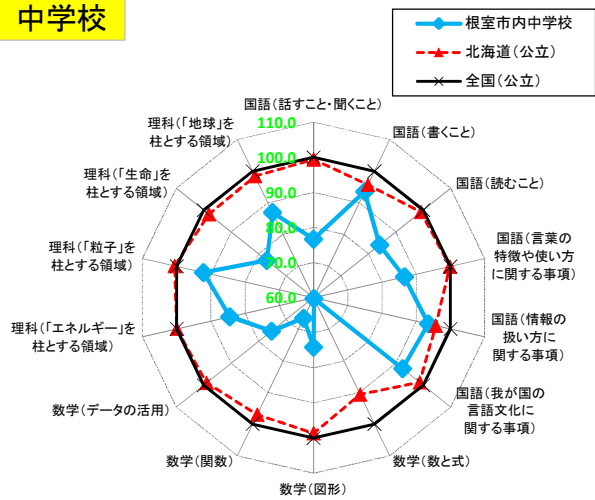 中学校
根室市内中学校
北海道(公立)
全国(公立)
国語(話すこと・聞くこと)
国語(書くこと)
国語(読むこと)
国語(言葉の
特徴や使い方
に関する事項)
国語(情報の
扱い方に
関する事項)
国語(我が国の
言語文化に
関する事項)
数学(数と式)
数学(図形)
数学(関数)
数学(データの活用)
理科(「エネルギー」を
柱とする領域)
理科(「粒子」を
柱とする領域)
理科(「生命」を
柱とする領域)
理科(「地球」を
柱とする領域)
110.0
100.0
90.0
80.0
70.0
60.0